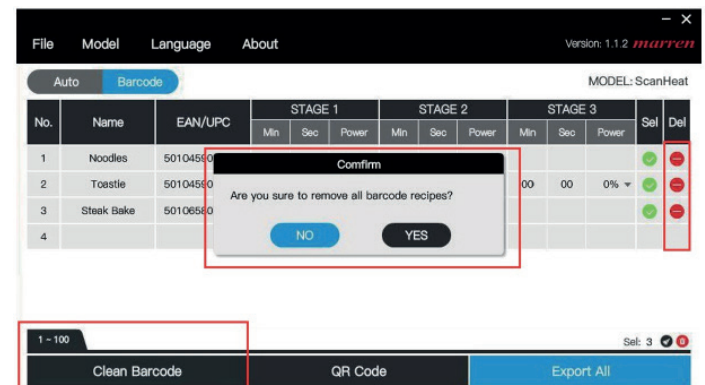 File Model Language About Version: 1.1.2 marren
Auto Barcode MODEL: ScanHeat
No. Name EAN/UPC STAGE 1 STAGE 2 STAGE 3 Sel Del
Min Sec Power Min Sec Power Min Sec Power
1 Noodles
2 Toastie 00 00 0%
3 Steak Bake
4
Comfirm
Are you sure to remove all barcode recipes?
NO YES
1 - 100 Sel: 3
Clean Barcode QR Code Export All